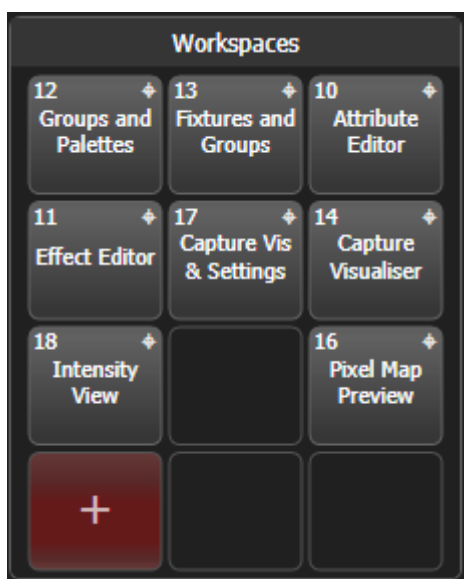 Workspaces
12
Groups and
Palettes
13
Fixtures and
Groups
10
Attribute
Editor
11
Effect Editor
17
Capture Vis
& Settings
14
Capture
Visualiser
18
Intensity
View
16
Pixel Map
Preview
+